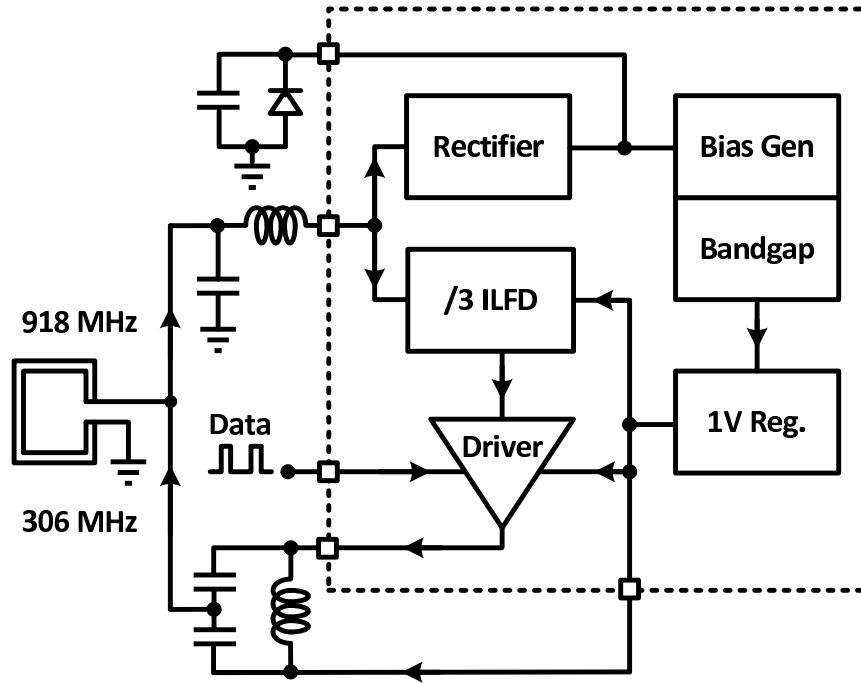 Rectifier
Bias Gen
Bandgap
/3 ILFD
918 MHz
1V Reg.
Data
Driver
306 MHz